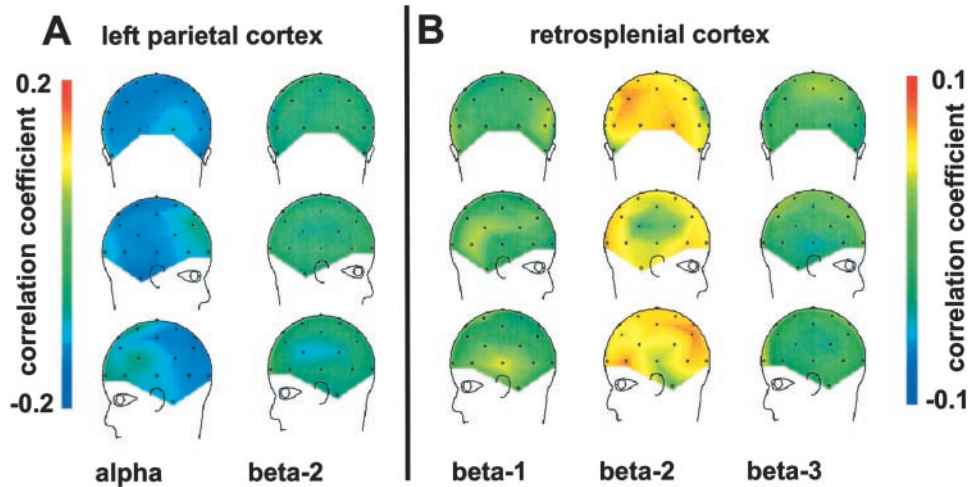 A left parietal cortex
B retrosplenial cortex
0.2
correlation coefficient
-0.2
0.1
correlation coefficient
-0.1
alpha beta-2 beta-1 beta-2 beta-3